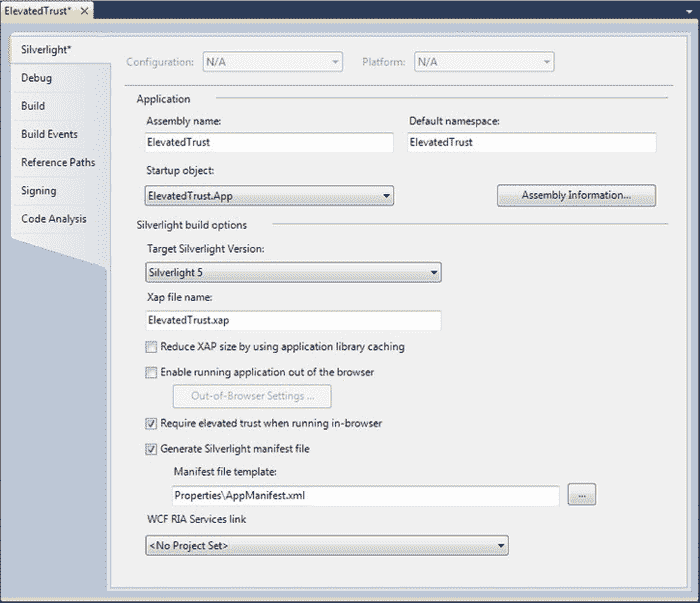 ElevatedTrust*
Silverlight*
Debug
Build
Build Events
Reference Paths
Signing
Code Analysis
Configuration: N/A Platform: N/A
Application
Assembly name: Default namespace:
ElevatedTrust ElevatedTrust
Startup object:
ElevatedTrust.App Assembly Information...
Silverlight build options
Target Silverlight Version:
Silverlight 5
Xap file name:
ElevatedTrust.xap
Reduce XAP size by using application library caching
Enable running application out of the browser
Out-of-Browser Settings ...
Require elevated trust when running in-browser
Generate Silverlight manifest file
Manifest file template:
Properties\AppManifest.xml ...
WCF RIA Services link
<No Project Set>